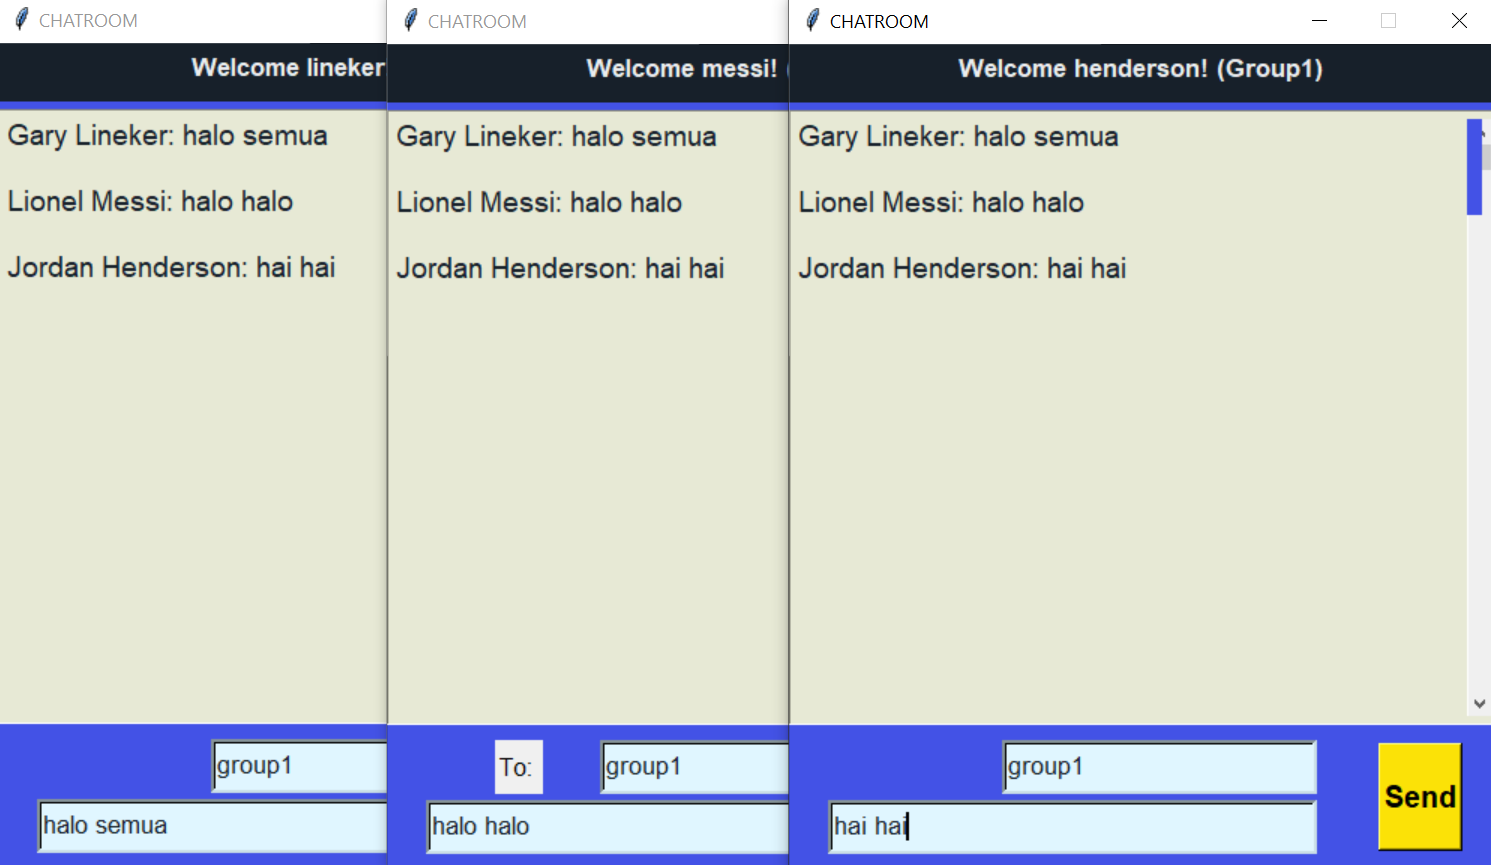 CHATROOM
Welcome lineker
Gary Lineker: halo semua
Lionel Messi: halo halo
Jordan Henderson: hai hai
group1
halo semua
CHATROOM
Welcome messi! (
Gary Lineker: halo semua
Lionel Messi: halo halo
Jordan Henderson: hai hai
To:
group1
halo halo
CHATROOM
Welcome henderson! (Group1)
Gary Lineker: halo semua
Lionel Messi: halo halo
Jordan Henderson: hai hai
group1
hai hai
Send